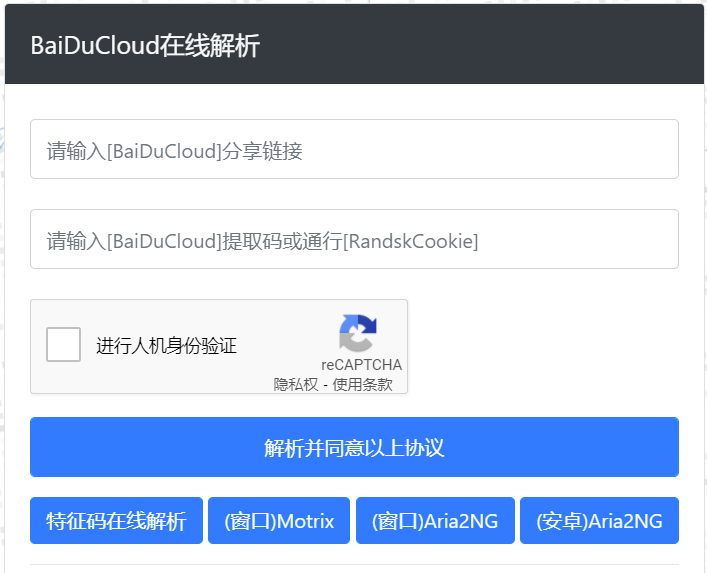 BaiDuCloud在线解析
请输入[BaiDuCloud]分享链接
请输入[BaiDuCloud]提取码或通行[RandskCookie]
进行人机身份验证
reCAPTCHA
隐私权 - 使用条款
解析并同意以上协议
特征码在线解析
(窗口)Motrix
(窗口)Aria2NG
(安卓)Aria2NG